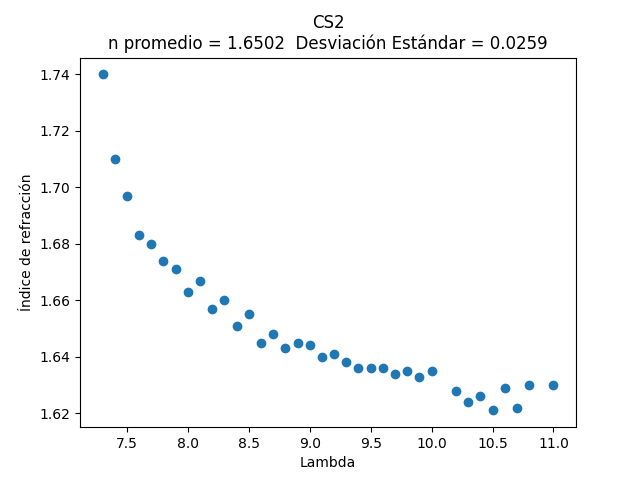 CS2
n promedio = 1.6502 Desviación Estándar = 0.0259
1.74
1.72
1.70
1.68
1.66
1.64
1.62
Índice de refracción
7.5 8.0 8.5 9.0 9.5 10.0 10.5 11.0
Lambda